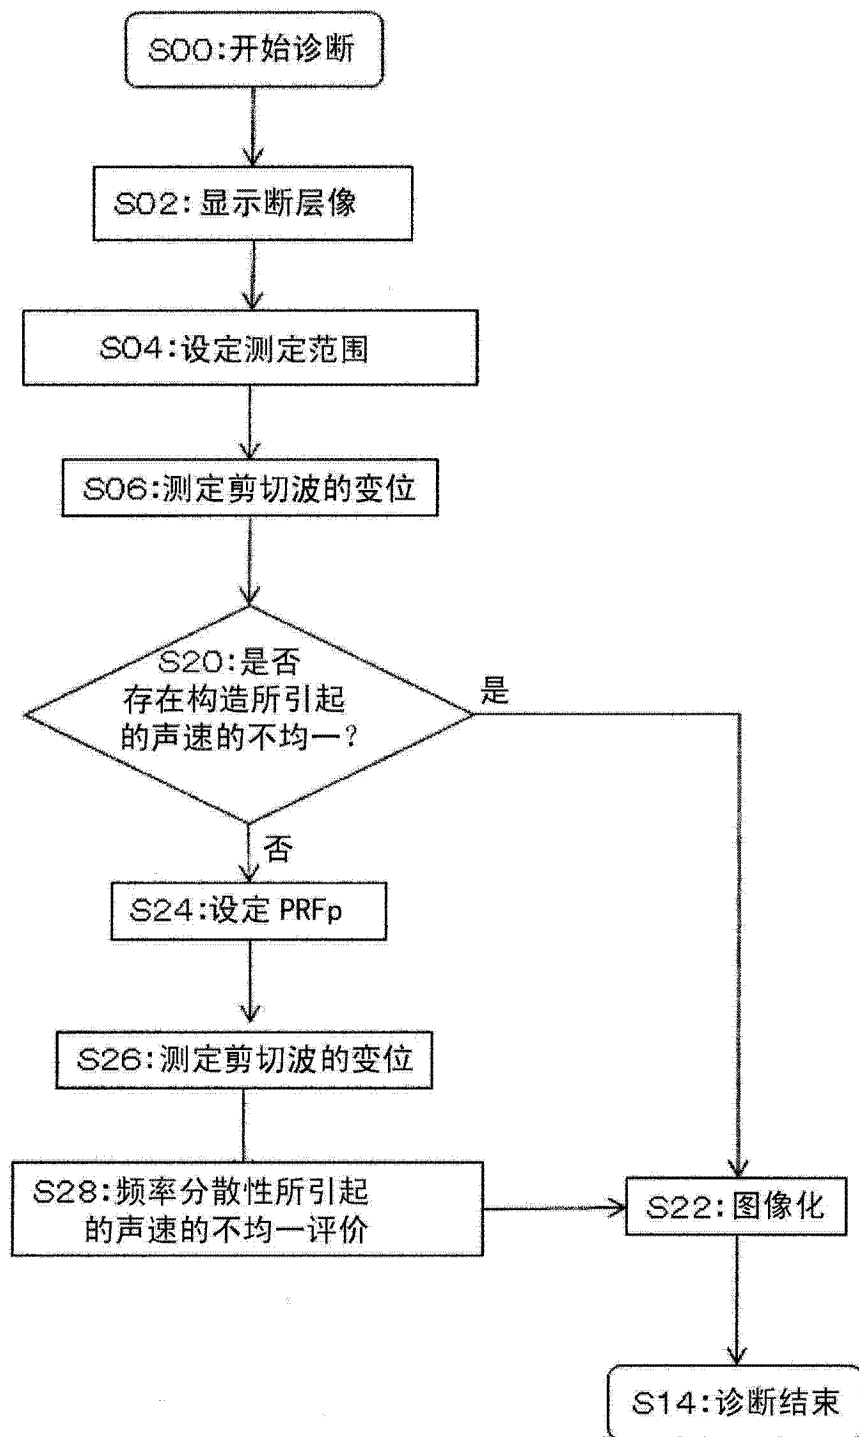 S00:开始诊断
S02:显示断层像
S04:设定测定范围
S06:测定剪切波的变位
S20:是否
存在构造所引起
的声速的不均一?
是
否
S24:设定 PRFp
S26:测定剪切波的变位
S28:频率分散性所引起
的声速的不均一评价
S22:图像化
S14:诊断结束